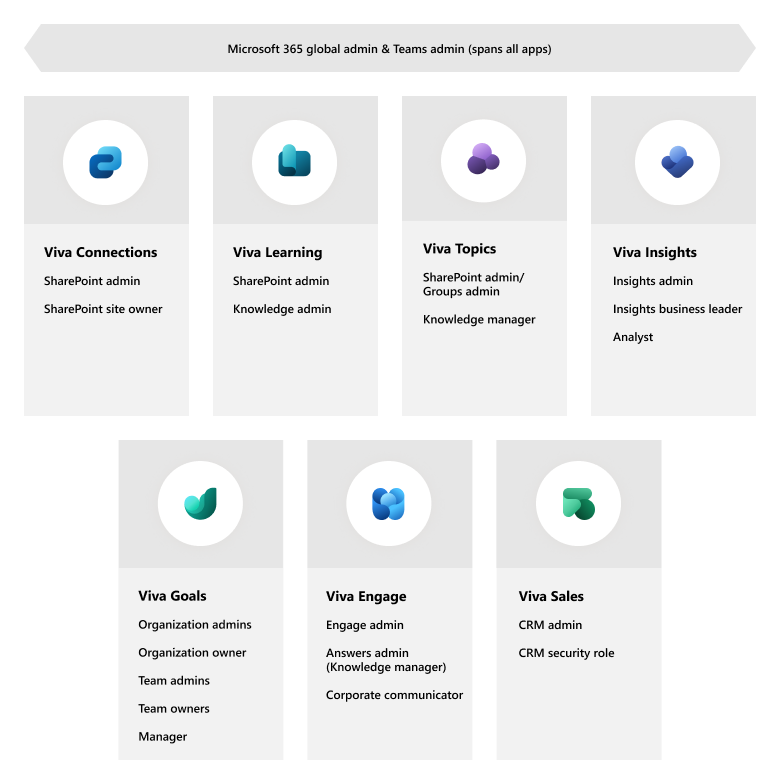 Microsoft 365 global admin & Teams admin (spans all apps)
Viva Connections
SharePoint admin
SharePoint site owner
Viva Learning
SharePoint admin
Knowledge admin
Viva Topics
SharePoint admin/
Groups admin
Knowledge manager
Viva Insights
Insights admin
Insights business leader
Analyst
Viva Goals
Organization admins
Organization owner
Team admins
Team owners
Manager
Viva Engage
Engage admin
Answers admin
(Knowledge manager)
Corporate communicator
Viva Sales
CRM admin
CRM security role